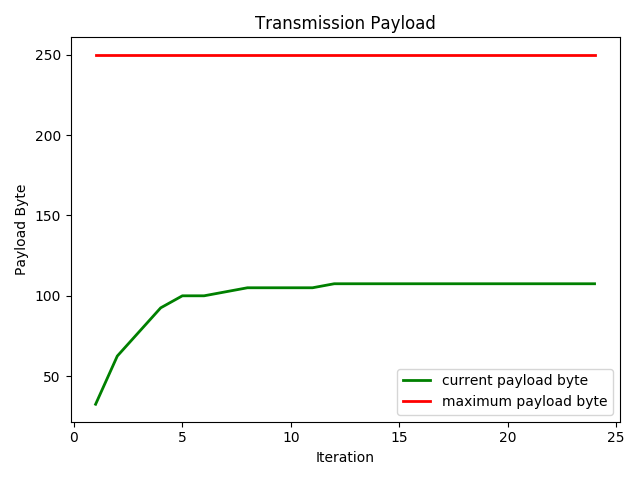 Transmission Payload
250
200
150
100
50
Payload Byte
current payload byte
maximum payload byte
0
5
10
15
20
25
Iteration